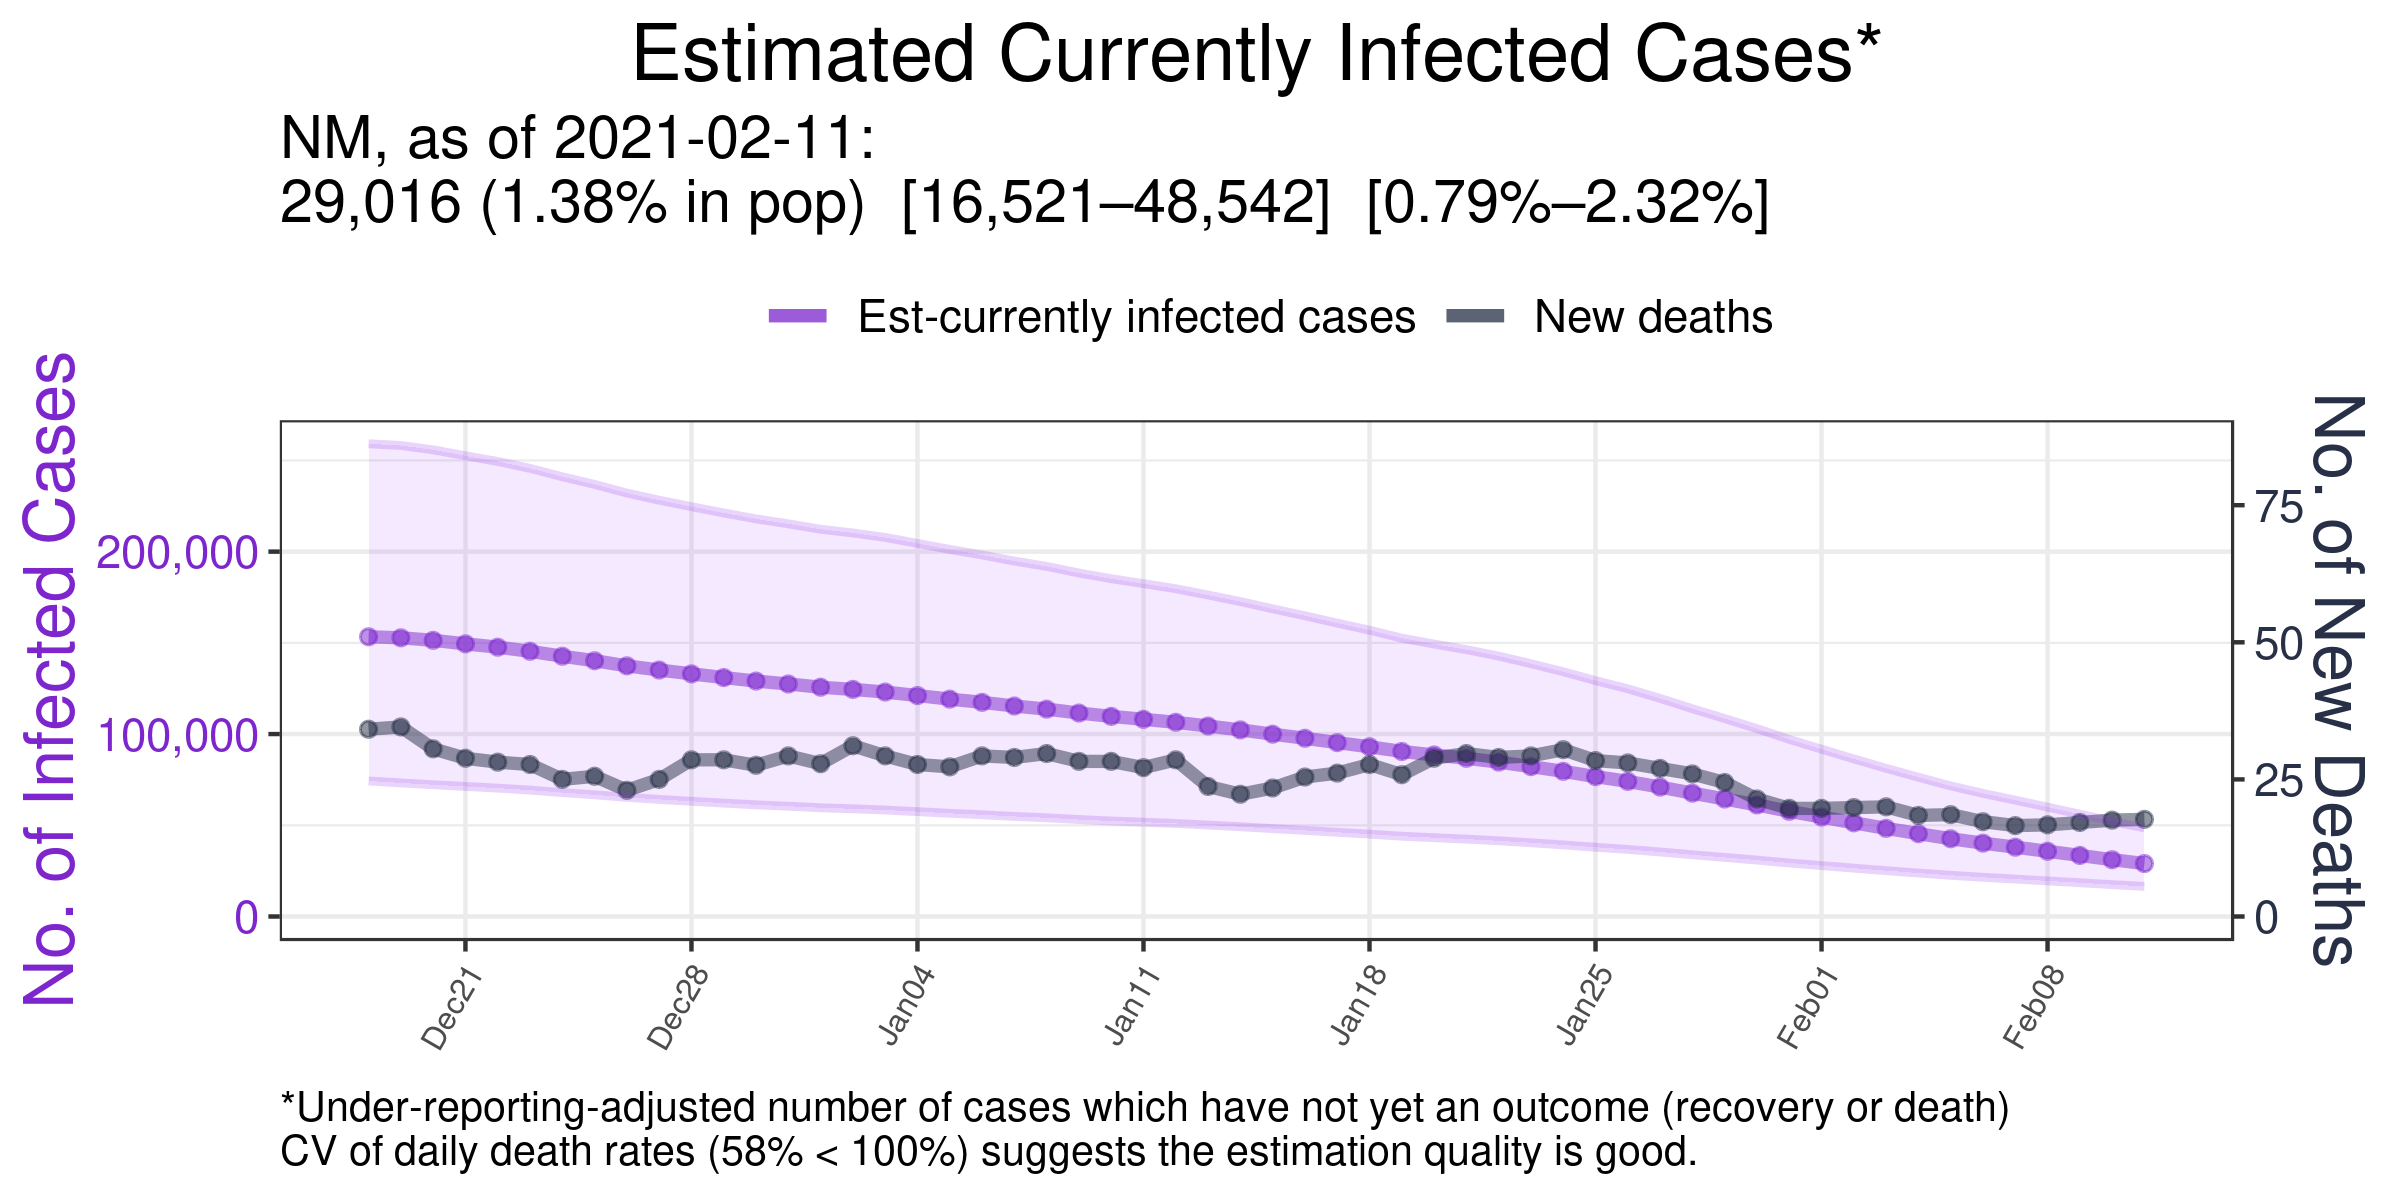 Estimated Currently Infected Cases*
NM, as of 2021-02-11:
29,016 (1.38% in pop)  [16,521–48,542]  [0.79%–2.32%]
Est-currently infected cases
New deaths
No. of Infected Cases
200,000
100,000
0
75
50
25
0
No. of New Deaths
Dec21
Dec28
Jan04
Jan11
Jan18
Jan25
Feb01
Feb08
*Under-reporting-adjusted number of cases which have not yet an outcome (recovery or death)
CV of daily death rates (58% < 100%) suggests the estimation quality is good.